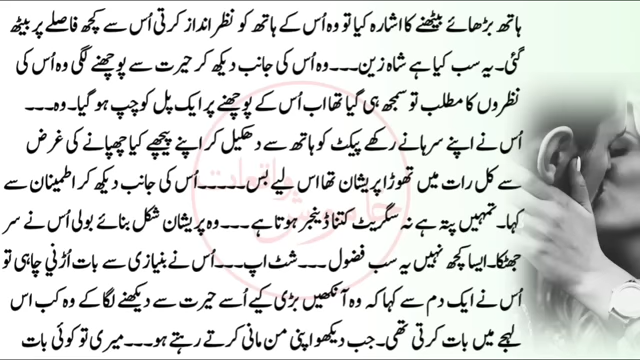 ہاتھ بڑھائے بیٹھنے کا اشارہ کیا تو وہ اُس کے ہاتھ کو نظر انداز کرتی اُس سے کچھ فاصلے پر بیٹھ
گئی۔ یہ سب کیا ہے شاہ زین۔۔۔ وہ اُس کی جانب دیکھ کر حیرت سے پوچھنے لگی وہ اُس کی
نظروں کا مطلب تو سمجھ ہی گیا تھا اب اُس کے پوچھنے پر ایک پل کو چپ ہو گیا۔ وہ۔۔۔
اُس نے اپنے سرہانے رکھے پیکٹ کو ہاتھ سے دھکیل کر اپنے پیچھے کیا چھپانے کی غرض
سے کل رات میں تھوڑا پریشان تھا اس لیے بس۔۔۔۔۔ اُس کی جانب دیکھ کر اطمینان سے
کہا۔ تمہیں پتہ ہے نہ سگریٹ کتنا ڈینجر ہوتا ہے۔۔۔۔ وہ پریشان شکل بنائے بولی اُس نے سر
جھٹکا۔ ایسا کچھ نہیں یہ سب فضول۔۔۔۔ شٹ اپ۔۔۔ اُس نے بنیازی سے بات اُڑنی چاہی تو
اُس نے ایک دم سے کہا کہ وہ آنکھیں بڑی کیے اُسے حیرت سے دیکھنے لگا کے وہ کب اس
لہجے میں بات کرتی تھی۔ جب دیکھو اپنی من مانی کرتے رہتے ہو۔۔۔۔ میری تو کوئی بات
خاموش واقعات